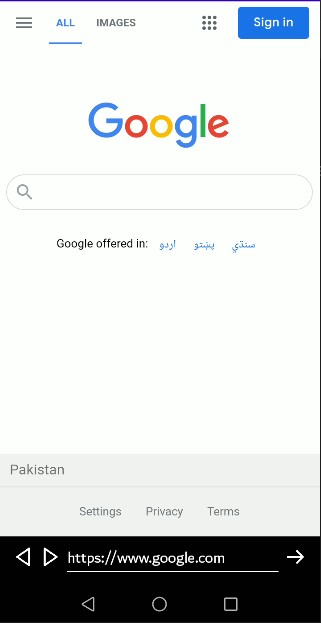 ALL IMAGES Sign in
Google
Google offered in: اردو پښتو سنڌي
Pakistan
Settings Privacy Terms
https://www.google.com